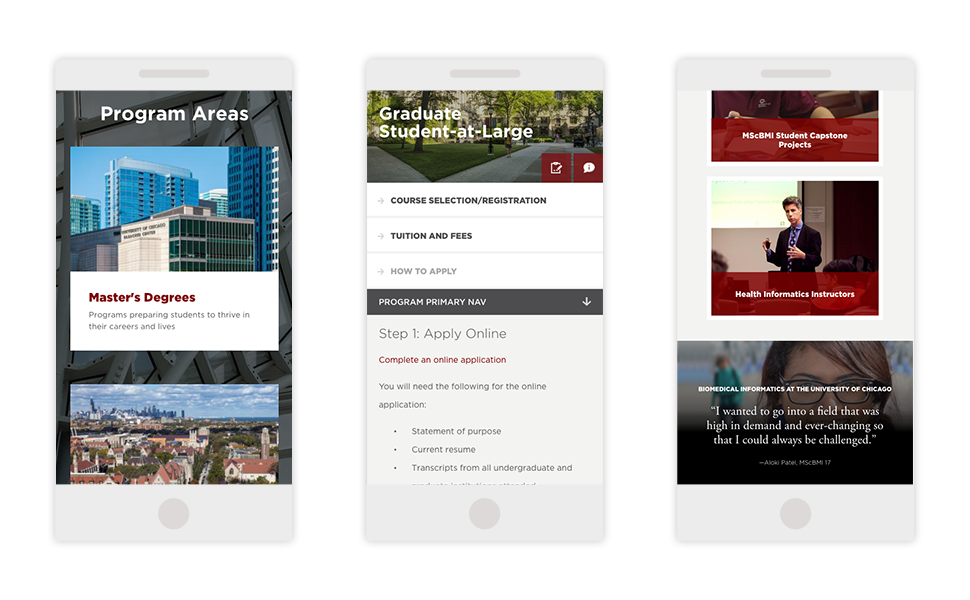 Program Areas
UNIVERSITY OF CHICAGO
GLEACHER CENTER
Master's Degrees
Programs preparing students to thrive in
their careers and lives
Graduate
Student-at-Large
COURSE SELECTION/REGISTRATION
TUITION AND FEES
HOW TO APPLY
PROGRAM PRIMARY NAV
Step 1: Apply Online
Complete an online application
You will need the following for the online
application:
• Statement of purpose
• Current resume
• Transcripts from all undergraduate and
graduate institutions attended
MScBMI Student Capstone
Projects
Health Informatics Instructors
BIOMEDICAL INFORMATICS AT THE UNIVERSITY OF CHICAGO
“I wanted to go into a field that was
high in demand and ever-changing so
that I could always be challenged.”
—Aloki Patel, MScBMI 17